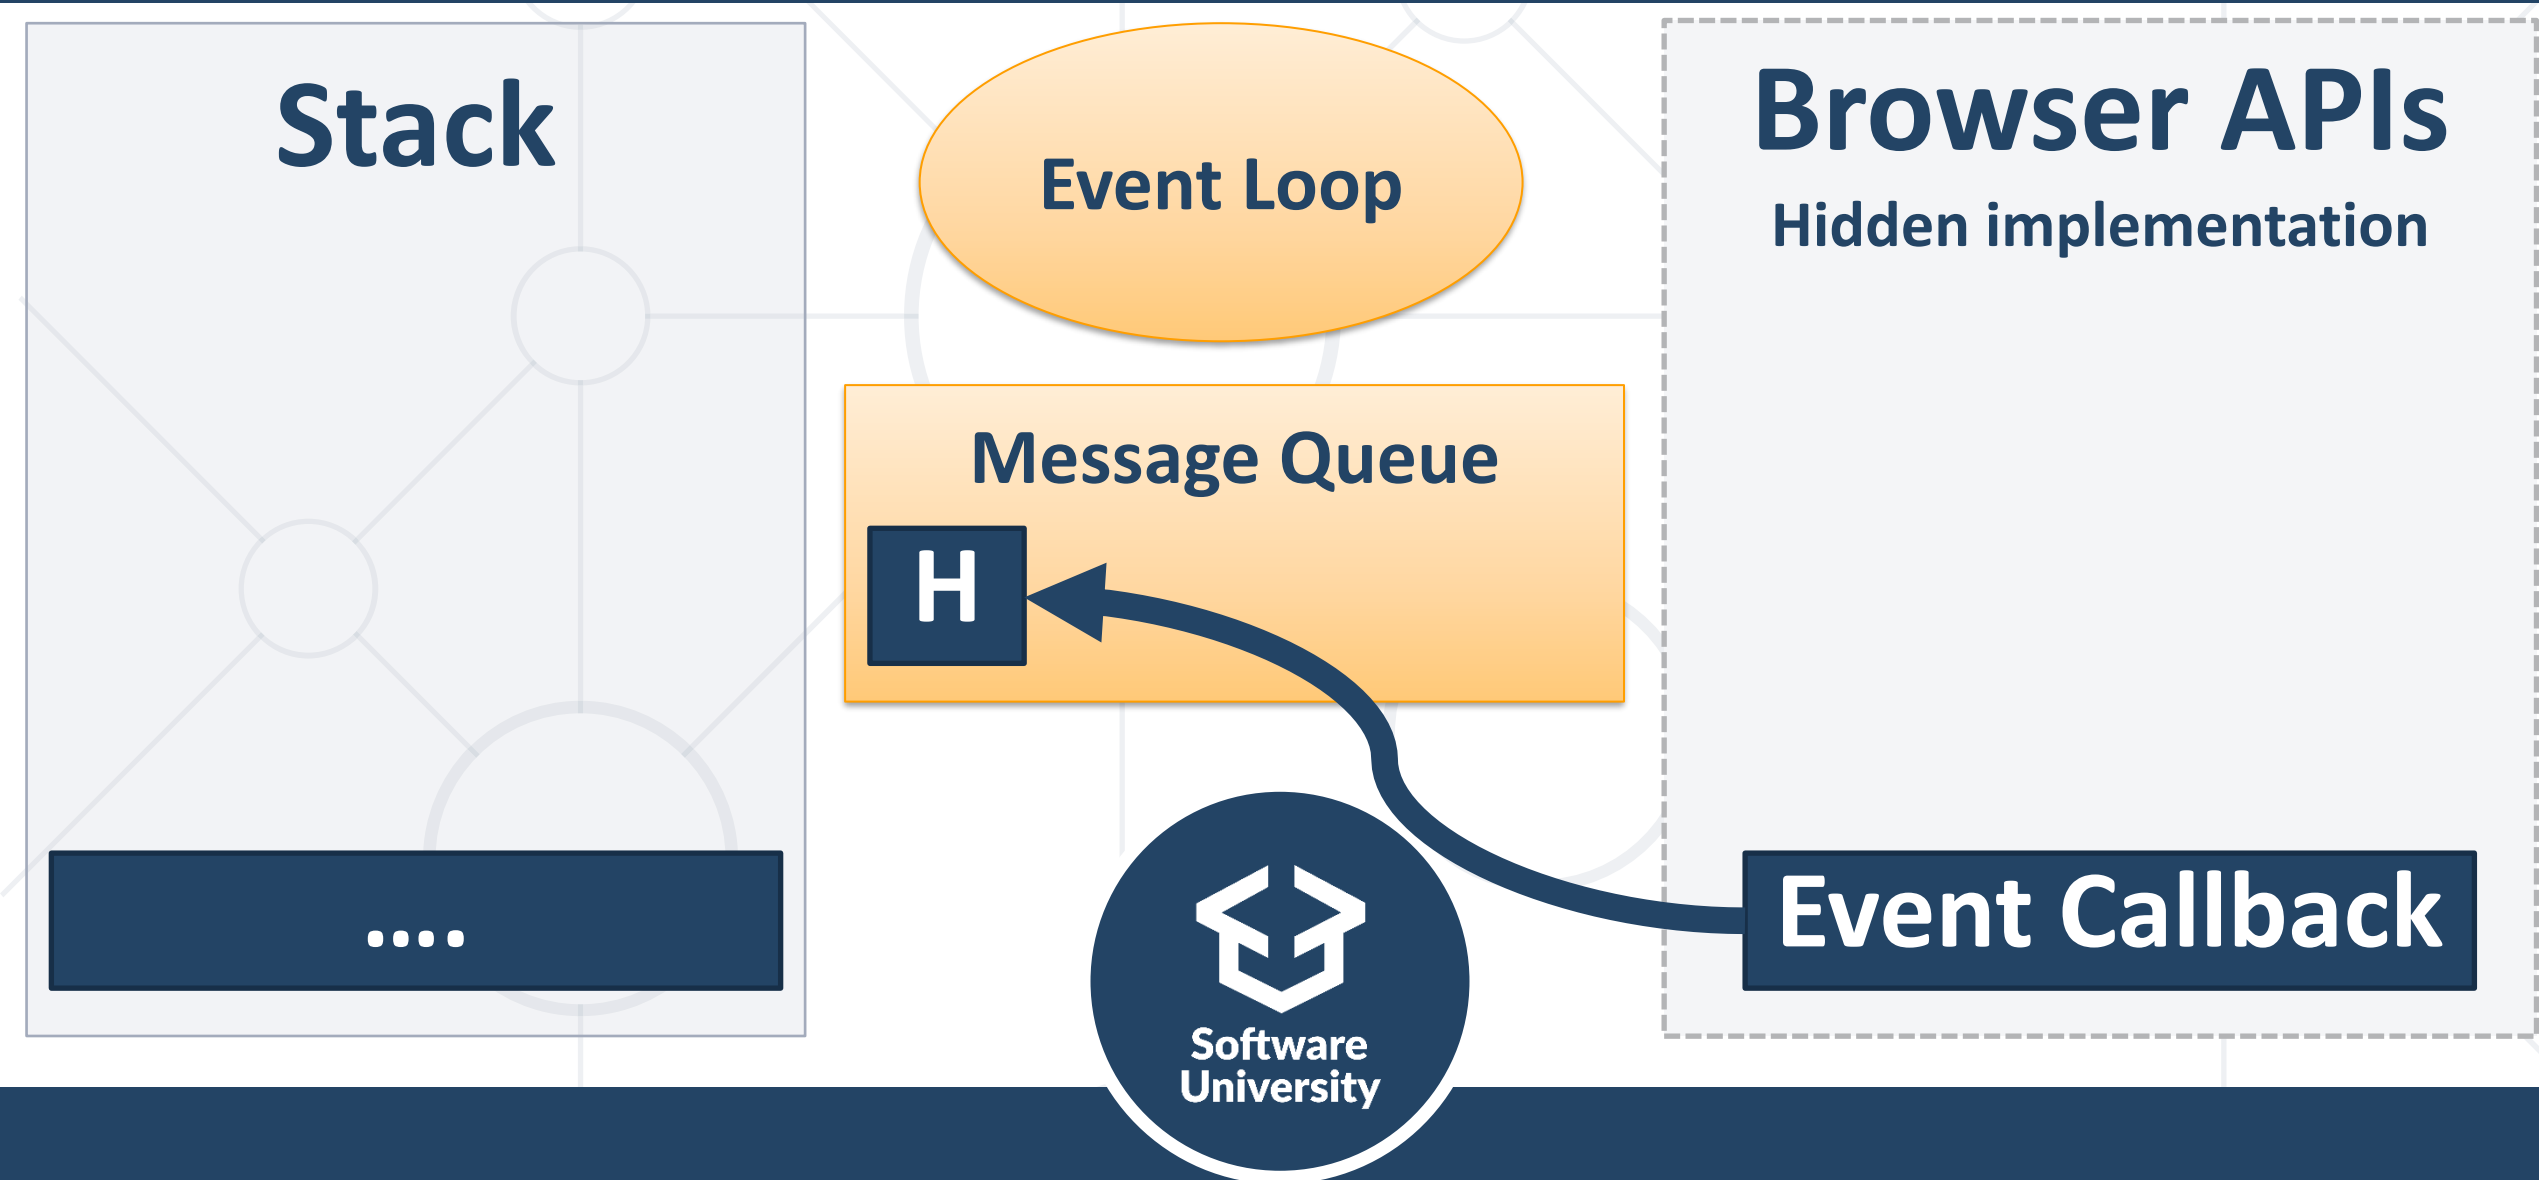 Stack
....
Event Loop
Message Queue
H
Browser APIs
Hidden implementation
Event Callback
Software
University